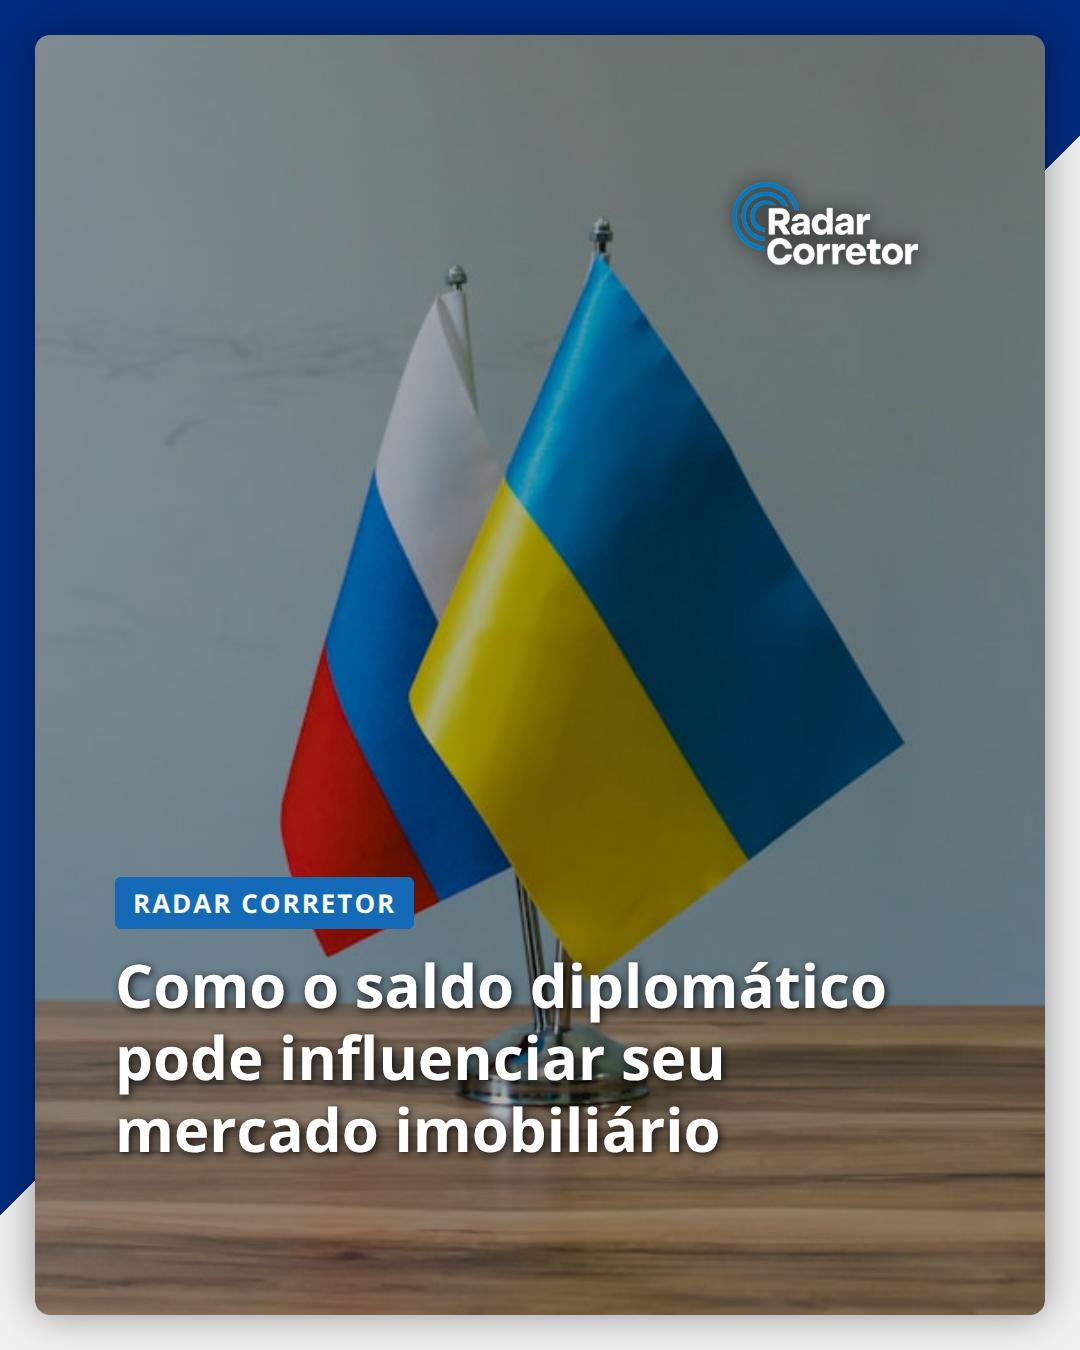 Radar
Corretor
RADAR CORRETOR
Como o saldo diplomático
pode influenciar seu
mercado imobiliário